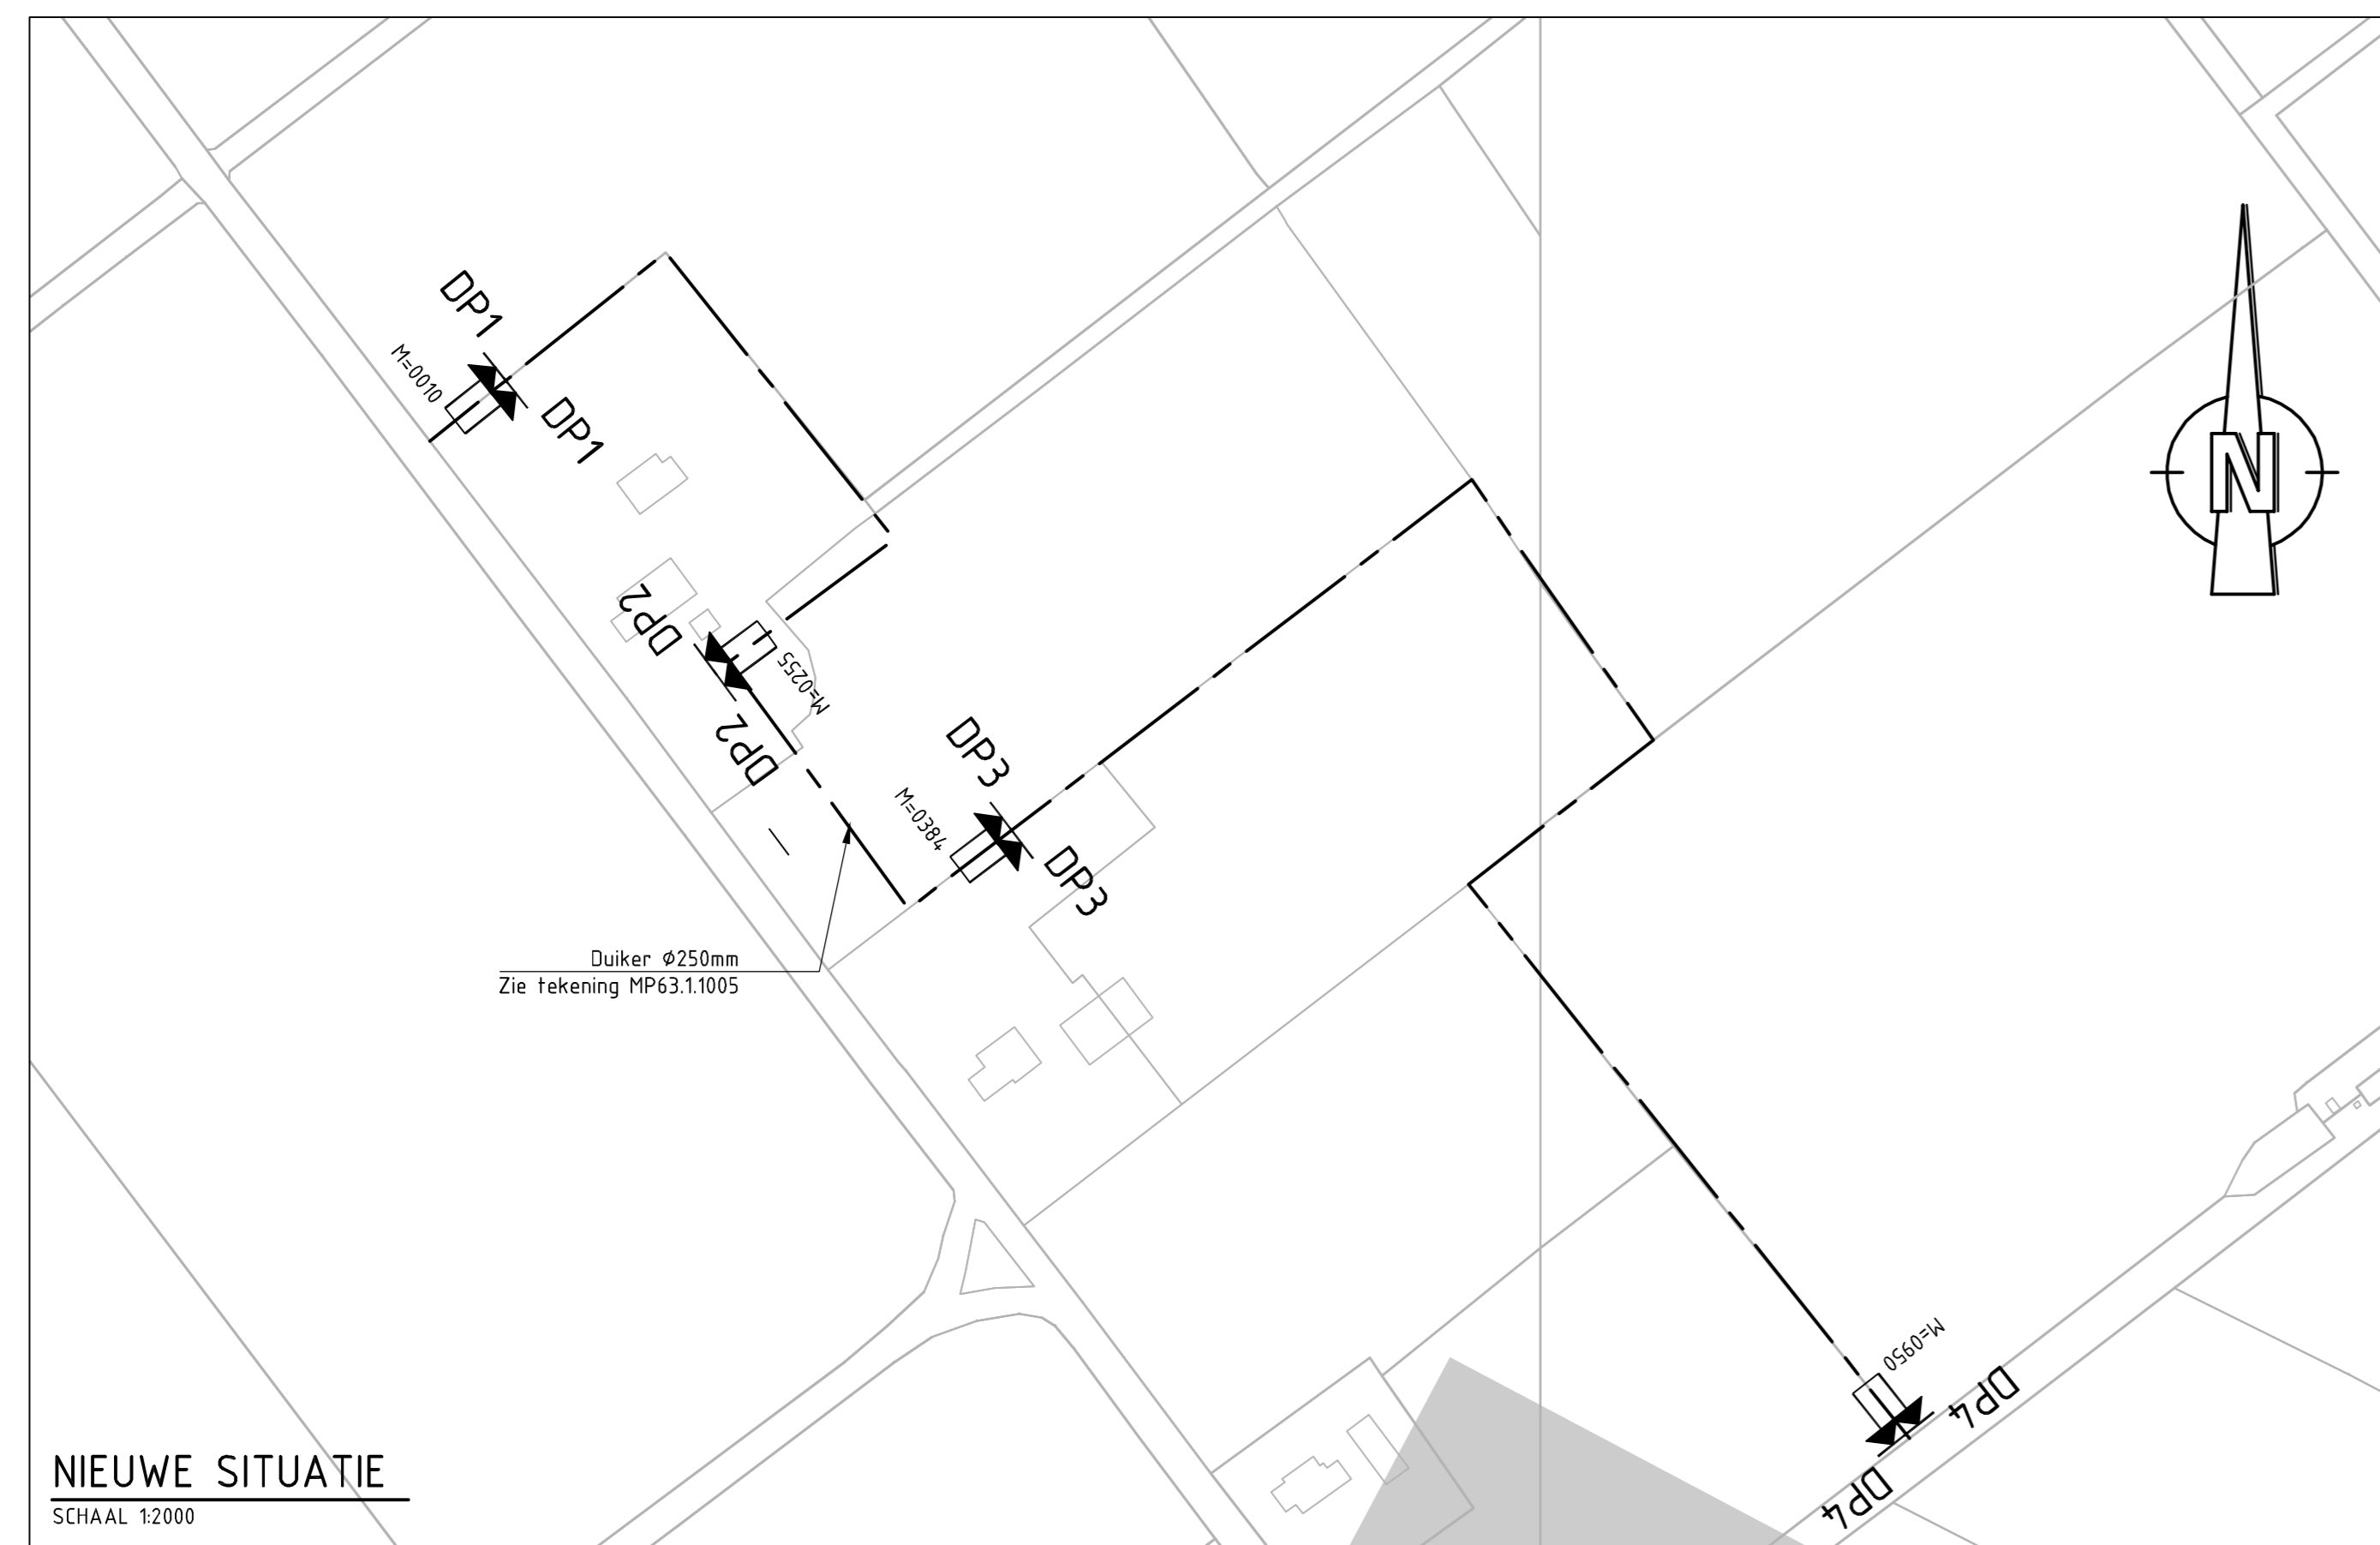 DP1
M=0010
DP1
N
DP2
M=0255
DP2
DP3
M=0384
DP3
Duiker Ø250mm
Zie tekening MP63.1.1005
M=0950
DP4
DP4
NIEUWE SITUATIE
SCHAAL 1:2000